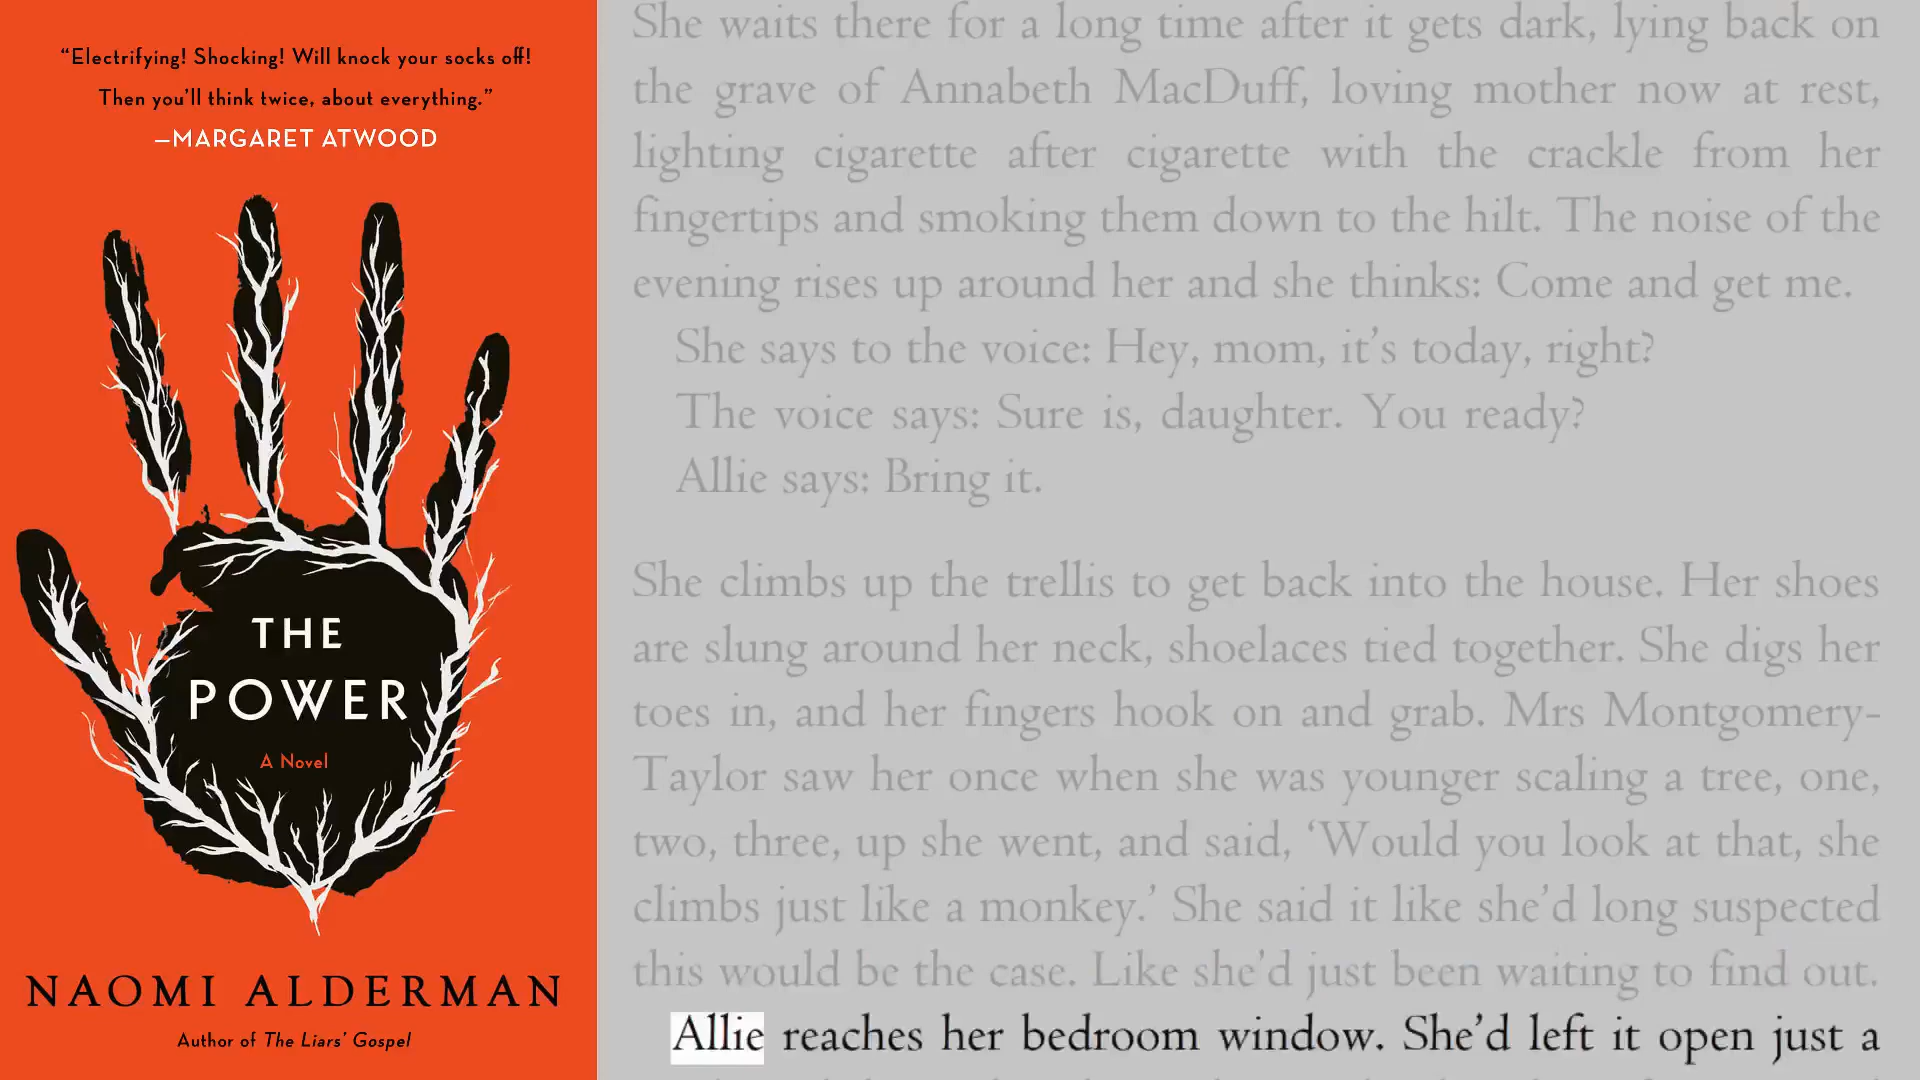 “Electrifying! Shocking! Will knock your socks off!
Then you’ll think twice, about everything.”
—MARGARET ATWOOD
THE
POWER
A Novel
NAOMI ALDERMAN
Author of The Liars’ Gospel
She waits there for a long time after it gets dark, lying back on
the grave of Annabeth MacDuff, loving mother now at rest,
lighting cigarette after cigarette with the crackle from her
fingertips and smoking them down to the hilt. The noise of the
evening rises up around her and she thinks: Come and get me.
She says to the voice: Hey, mom, it’s today, right?
The voice says: Sure is, daughter. You ready?
Allie says: Bring it.
She climbs up the trellis to get back into the house. Her shoes
are slung around her neck, shoelaces tied together. She digs her
toes in, and her fingers hook on and grab. Mrs Montgomery-
Taylor saw her once when she was younger scaling a tree, one,
two, three, up she went, and said, ‘Would you look at that, she
climbs just like a monkey.’ She said it like she’d long suspected
this would be the case. Like she’d just been waiting to find out.
Allie reaches her bedroom window. She’d left it open just a